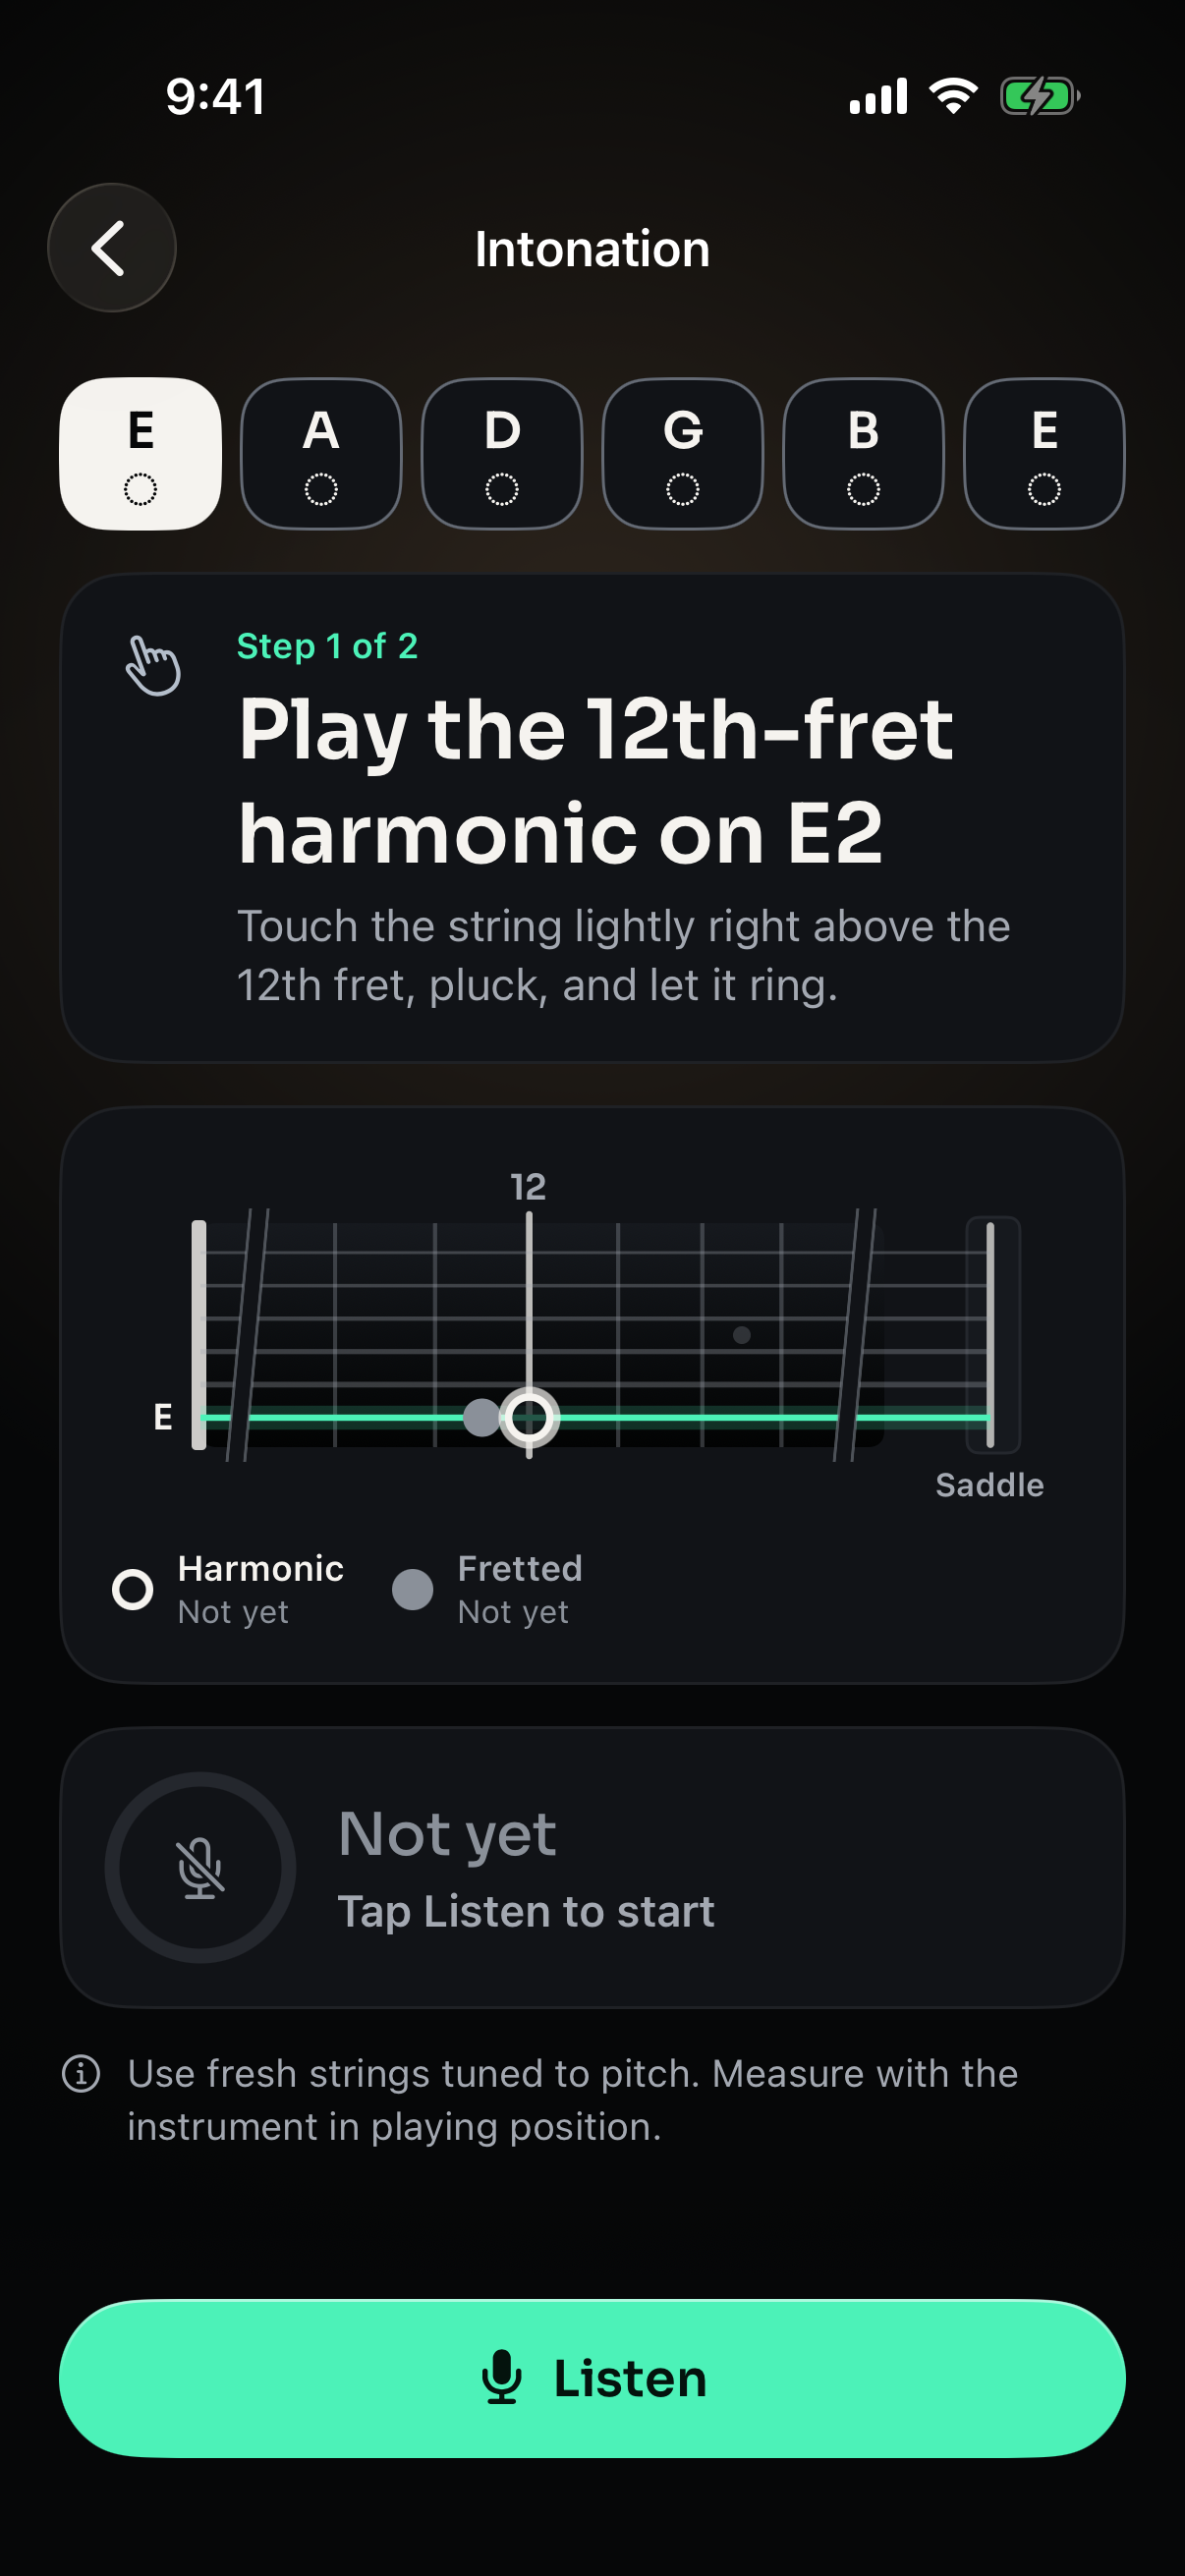 9:41
Intonation
E A D G B E
Step 1 of 2
Play the 12th-fret
harmonic on E2
Touch the string lightly right above the
12th fret, pluck, and let it ring.
12
E
Saddle
Harmonic Fretted
Not yet Not yet
Not yet
Tap Listen to start
Use fresh strings tuned to pitch. Measure with the
instrument in playing position.
Listen